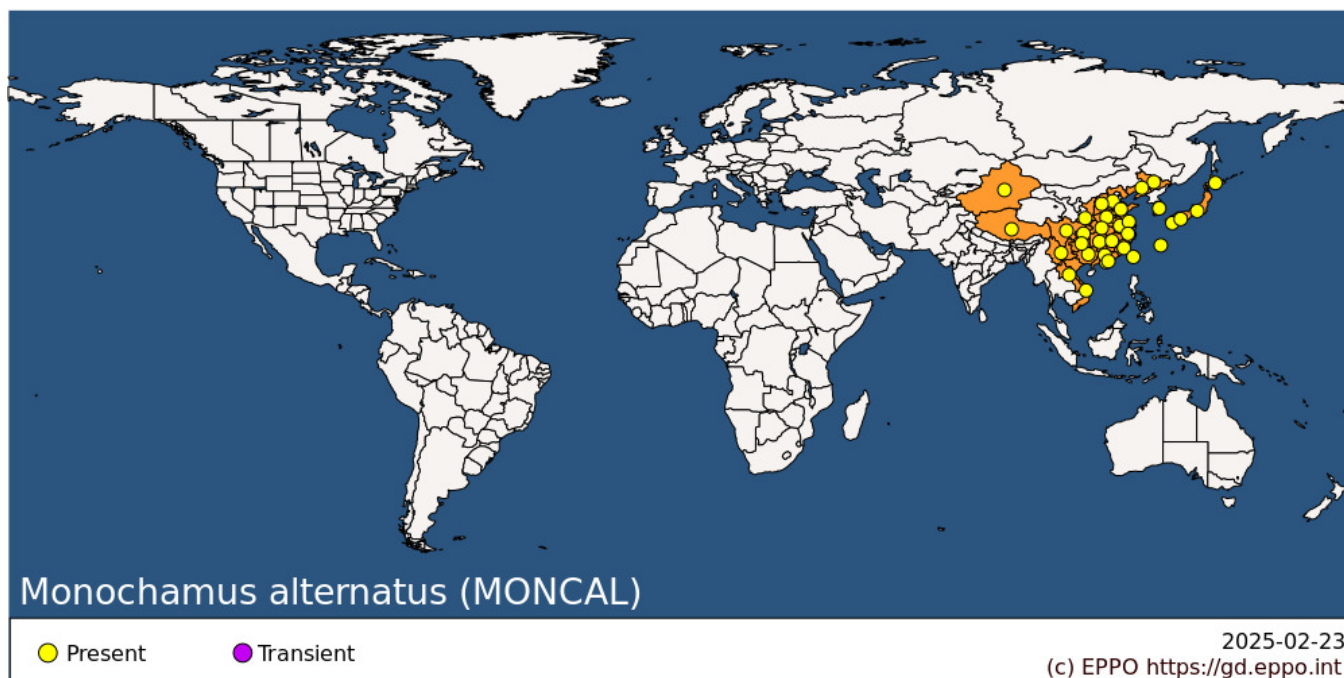 Monochamus alternatus (MONCAL)
Present
Transient
2025-02-23
(c) EPPO https://gd.eppo.int